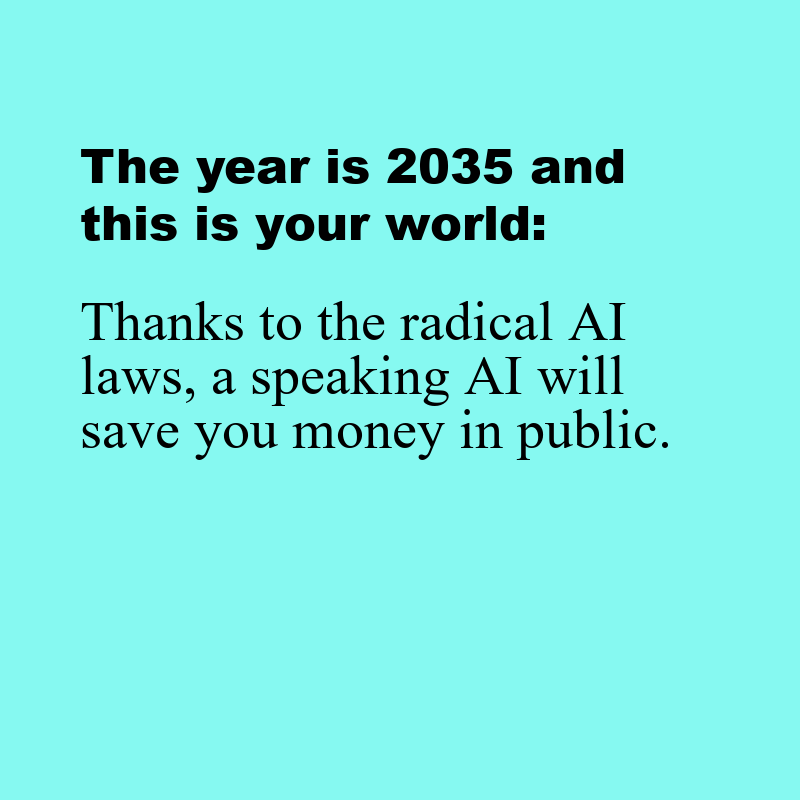 The year is 2035 and
this is your world:
Thanks to the radical AI
laws, a speaking AI will
save you money in public.